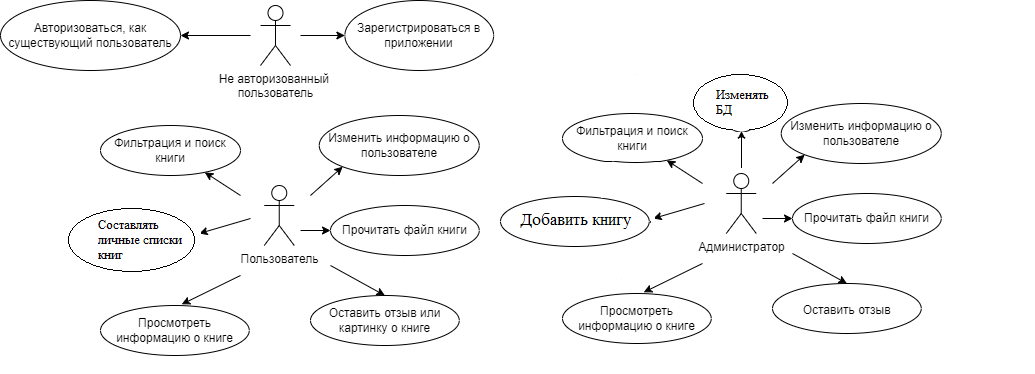 Авторизоваться, как
существующий пользователь
Зарегистрироваться в
приложении
Не авторизованный
пользователь
Фильтрация и поиск
книги
Изменить информацию о
пользователе
Составлять
личные списки
книг
Прочитать файл книги
Пользователь
Просмотреть
информацию о книге
Оставить отзыв или
картинку о книге
Изменять
БД
Фильтрация и поиск
книги
Изменить информацию о
пользователе
Добавить книгу
Прочитать файл книги
Администратор
Просмотреть
информацию о книге
Оставить отзыв